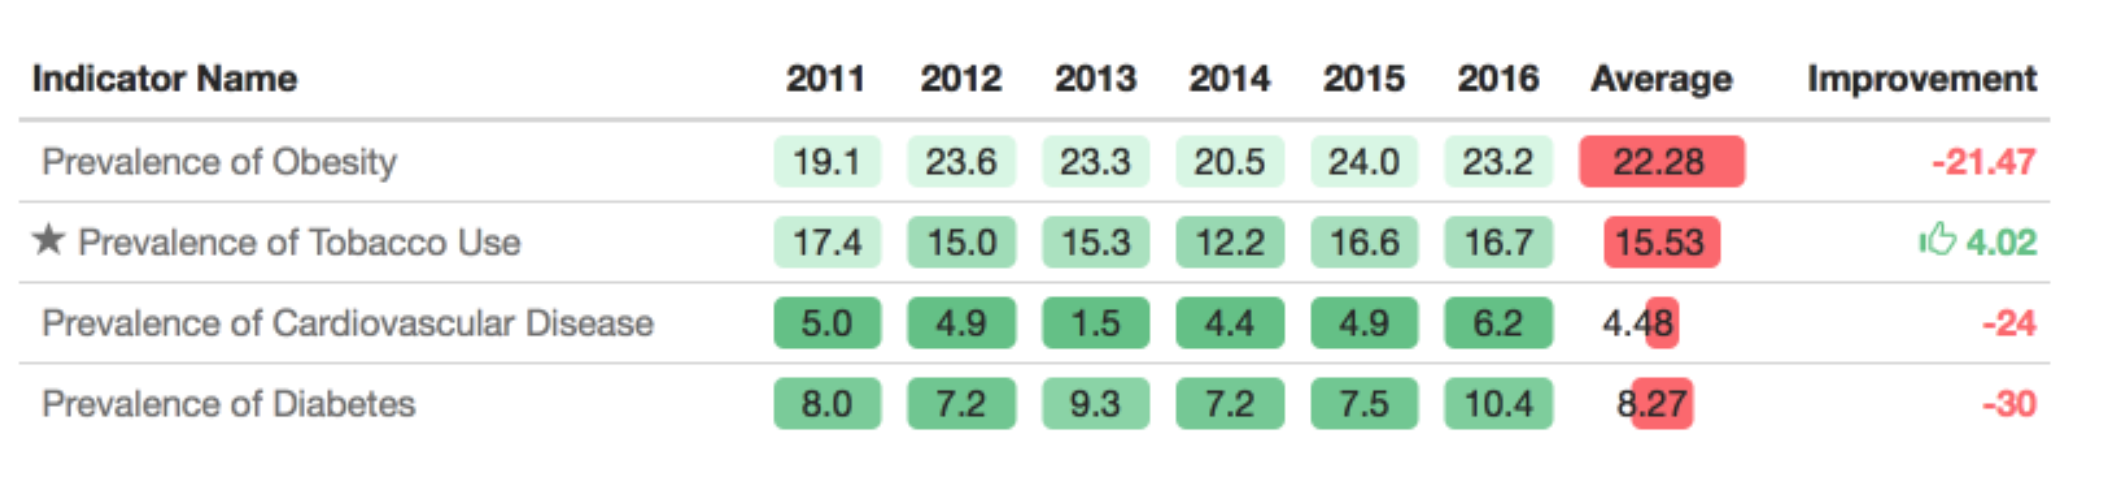 Indicator Name 2011 2012 2013 2014 2015 2016 Average Improvement
Prevalence of Obesity 19.1 23.6 23.3 20.5 24.0 23.2 22.28 -21.47
★ Prevalence of Tobacco Use 17.4 15.0 15.3 12.2 16.6 16.7 15.53 4.02
Prevalence of Cardiovascular Disease 5.0 4.9 1.5 4.4 4.9 6.2 4.48 -24
Prevalence of Diabetes 8.0 7.2 9.3 7.2 7.5 10.4 8.27 -30